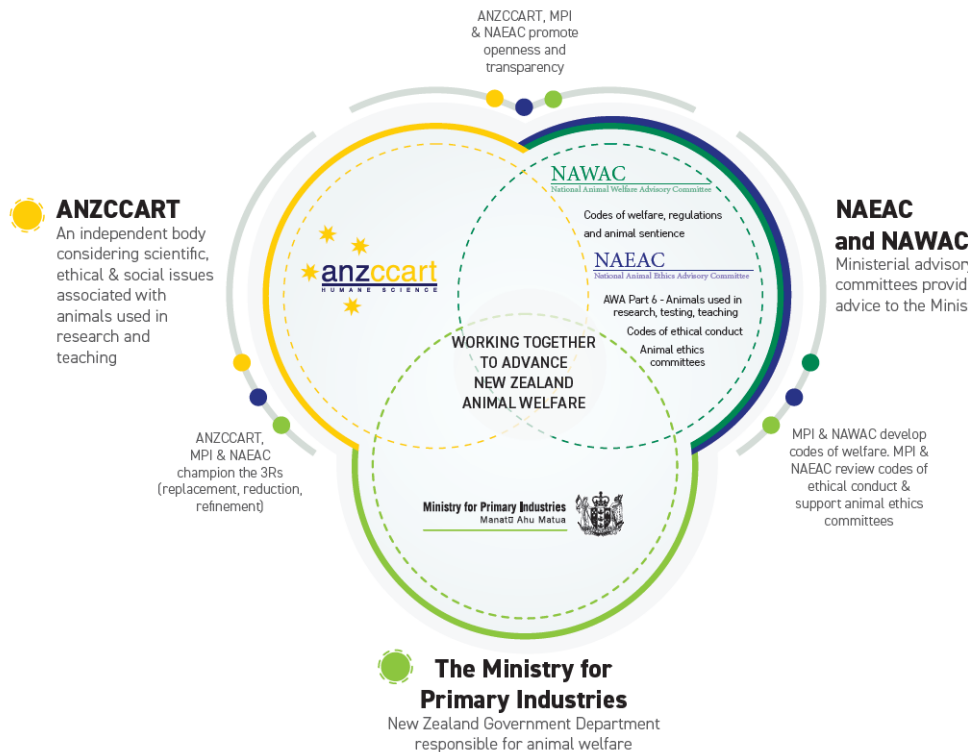 ANZCCART, MPI
& NAEAC promote
openness and
transparency
ANZCCART
An independent body
considering scientific,
ethical & social issues
associated with
animals used in
research and
teaching
anzccart
HUMANE SCIENCE
NAWAC
National Animal Welfare Advisory Committee
Codes of welfare, regulations
and animal sentience
NAEAC
National Animal Ethics Advisory Committee
AWA Part 6 - Animals used in
research, testing, teaching
Codes of ethical conduct
Animal ethics
committees
NAEAC
and NAWAC
Ministerial advisory
committees provid
advice to the Minis
WORKING TOGETHER
TO ADVANCE
NEW ZEALAND
ANIMAL WELFARE
ANZCCART,
MPI & NAEAC
champion the 3Rs
(replacement, reduction,
refinement)
MPI & NAWAC develop
codes of welfare. MPI &
NAEAC review codes of
ethical conduct &
support animal ethics
committees
Ministry for Primary Industries
Manatū Ahu Matua
The Ministry for
Primary Industries
New Zealand Government Department
responsible for animal welfare